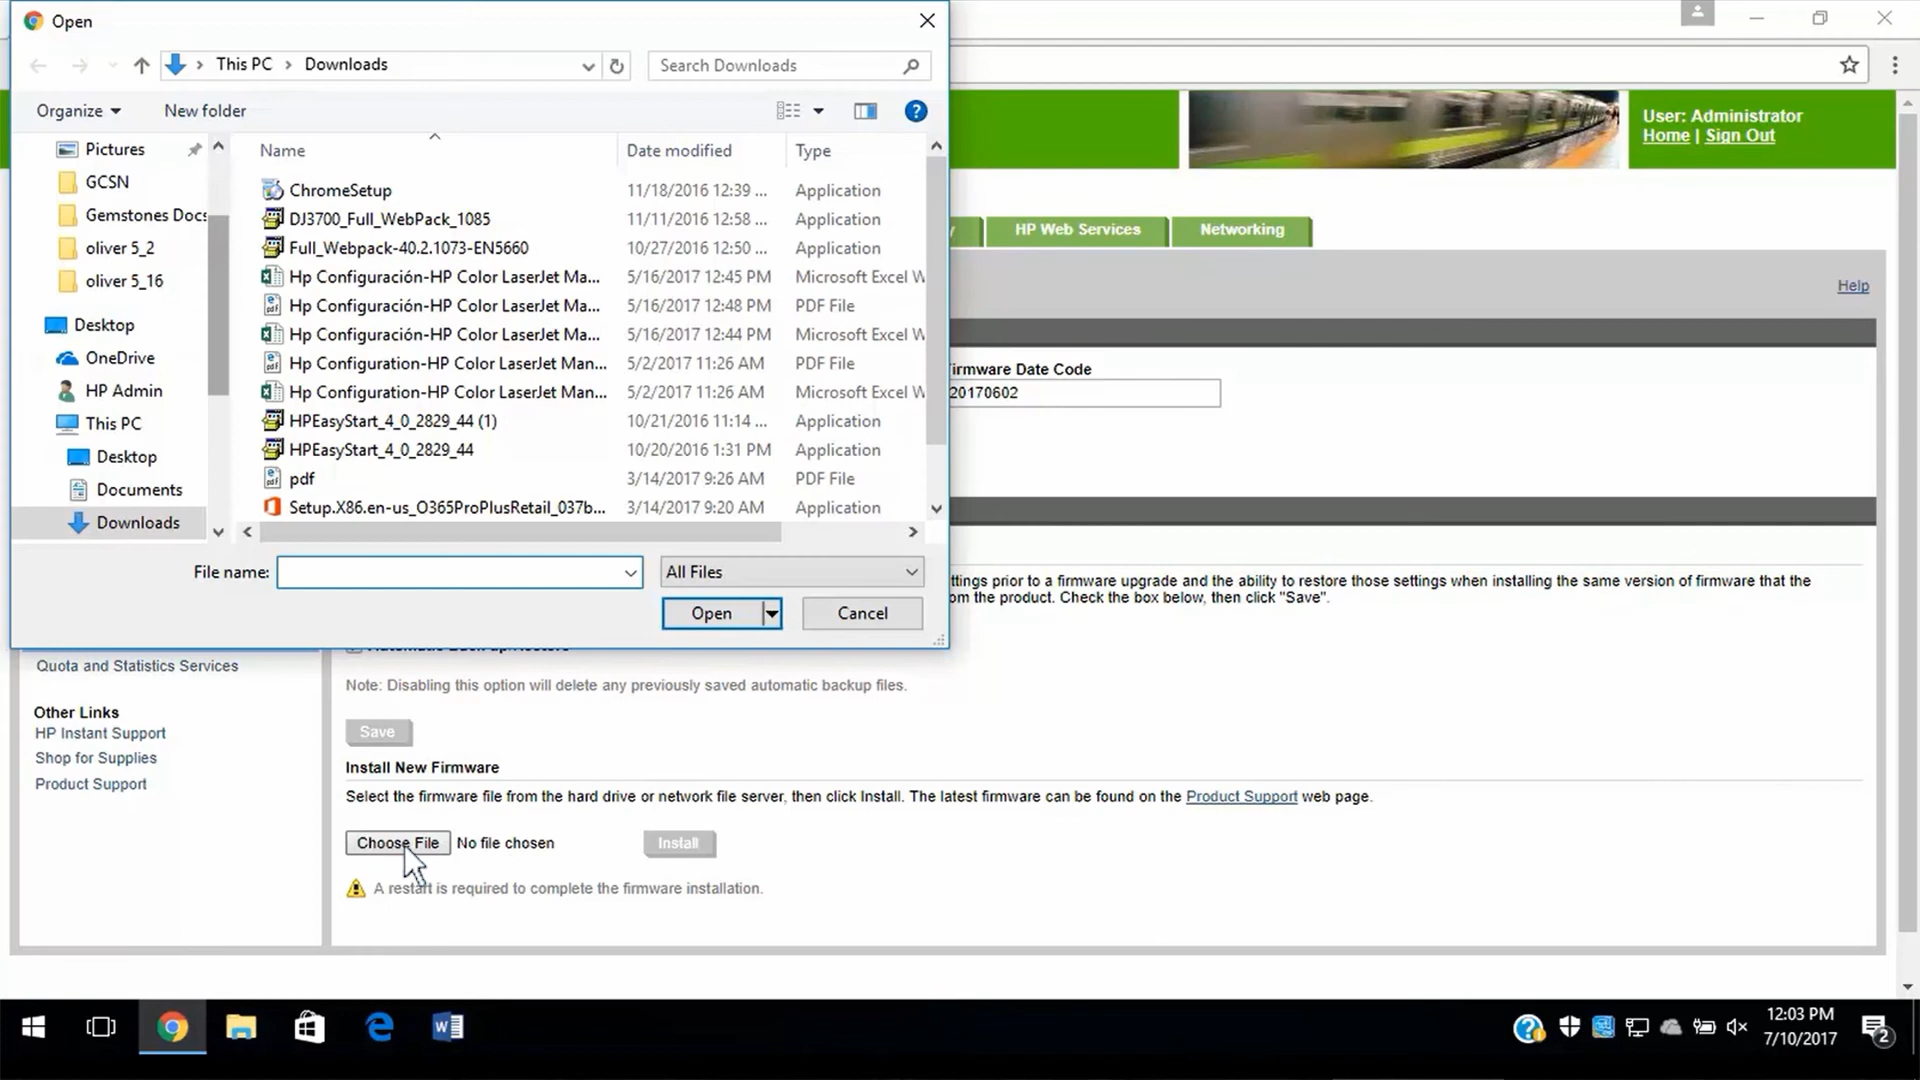 Open
This PC > Downloads
Search Downloads
Organize
New folder
Pictures
GCSN
Gemstones Docs
oliver 5_2
oliver 5_16
Desktop
OneDrive
HP Admin
This PC
Desktop
Documents
Downloads
Name Date modified Type
ChromeSetup 11/18/2016 12:39 ... Application
DJ3700_Full_WebPack_1085 11/11/2016 12:58 ... Application
Full_Webpack-40.2.1073-EN5660 10/27/2016 12:50 ... Application
Hp Configuración-HP Color LaserJet Ma... 5/16/2017 12:45 PM Microsoft Excel W
Hp Configuración-HP Color LaserJet Ma... 5/16/2017 12:48 PM PDF File
Hp Configuración-HP Color LaserJet Ma... 5/16/2017 12:44 PM Microsoft Excel W
Hp Configuration-HP Color LaserJet Man... 5/2/2017 11:26 AM PDF File
Hp Configuration-HP Color LaserJet Man... 5/2/2017 11:26 AM Microsoft Excel W
HPEasyStart_4_0_2829_44 (1) 10/21/2016 11:14 ... Application
HPEasyStart_4_0_2829_44 10/20/2016 1:31 PM Application
pdf 3/14/2017 9:26 AM PDF File
Setup.X86.en-us_O365ProPlusRetail_037b... 3/14/2017 9:20 AM Application
File name:
All Files
Open
Cancel
User: Administrator
Home | Sign Out
y
HP Web Services
Networking
Help
irmware Date Code
20170602
ttings prior to a firmware upgrade and the ability to restore those settings when installing the same version of firmware that the
om the product. Check the box below, then click "Save".
Quota and Statistics Services
Other Links
HP Instant Support
Shop for Supplies
Product Support
Note: Disabling this option will delete any previously saved automatic backup files.
Save
Install New Firmware
Select the firmware file from the hard drive or network file server, then click Install. The latest firmware can be found on the Product Support web page.
Choose File No file chosen
Install
A restart is required to complete the firmware installation.
12:03 PM
7/10/2017
2